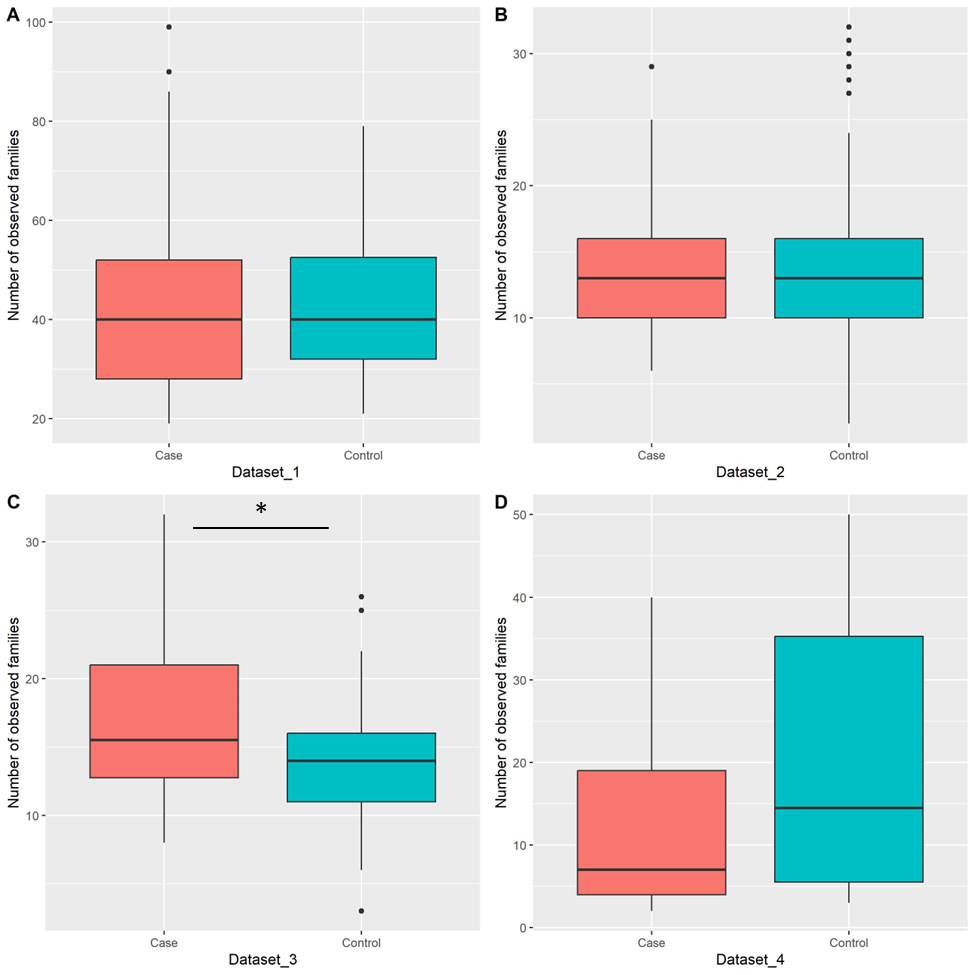 A
Number of observed families
100
80
60
40
20
Case
Control
Dataset_1
B
Number of observed families
30
20
10
Case
Control
Dataset_2
C
Number of observed families
30
20
10
*
Case
Control
Dataset_3
D
Number of observed families
50
40
30
20
10
0
Case
Control
Dataset_4